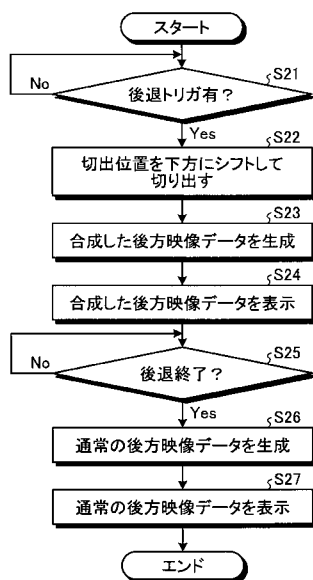 スタート
S21
後退トリガ有？
No
Yes
S22
切出位置を下方にシフトして
切り出す
S23
合成した後方映像データを生成
S24
合成した後方映像データを表示
S25
後退終了？
No
Yes
S26
通常の後方映像データを生成
S27
通常の後方映像データを表示
エンド